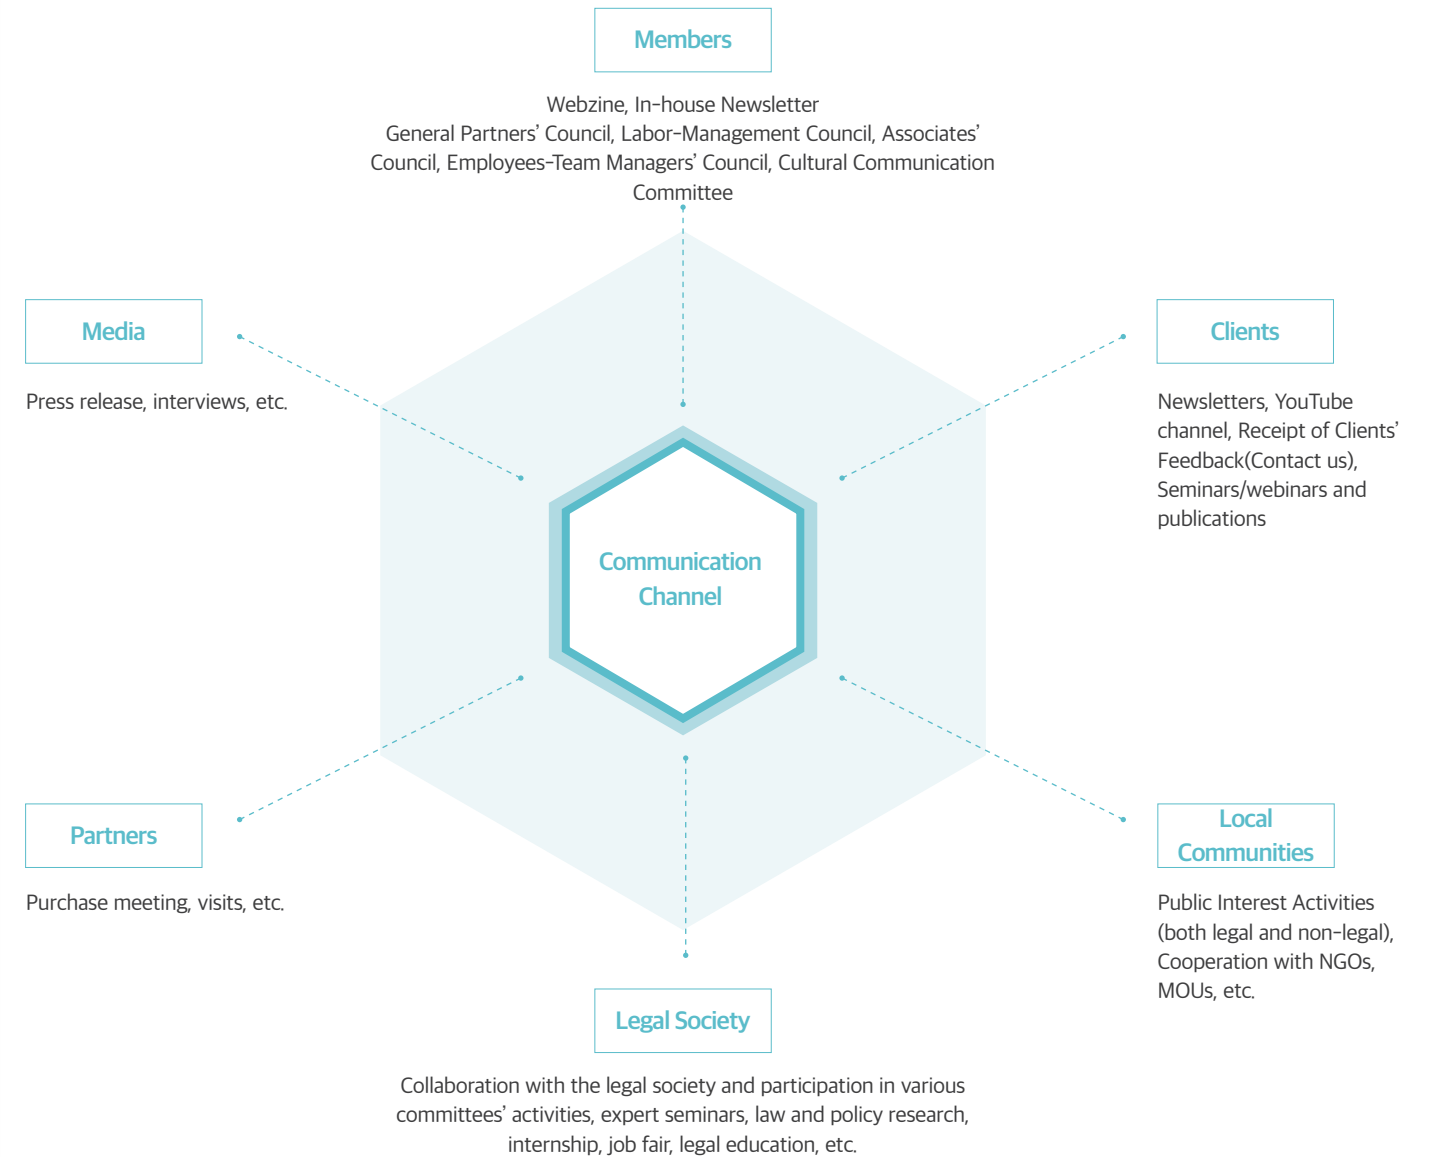 Members
Webzine, In-house Newsletter
General Partners’ Council, Labor-Management Council, Associates’
Council, Employees-Team Managers’ Council, Cultural Communication
Committee
Media
Press release, interviews, etc.
Clients
Newsletters, YouTube
channel, Receipt of Clients’
Feedback(Contact us),
Seminars/webinars and
publications
Communication
Channel
Partners
Purchase meeting, visits, etc.
Local
Communities
Public Interest Activities
(both legal and non-legal),
Cooperation with NGOs,
MOUs, etc.
Legal Society
Collaboration with the legal society and participation in various
committees’ activities, expert seminars, law and policy research,
internship, job fair, legal education, etc.